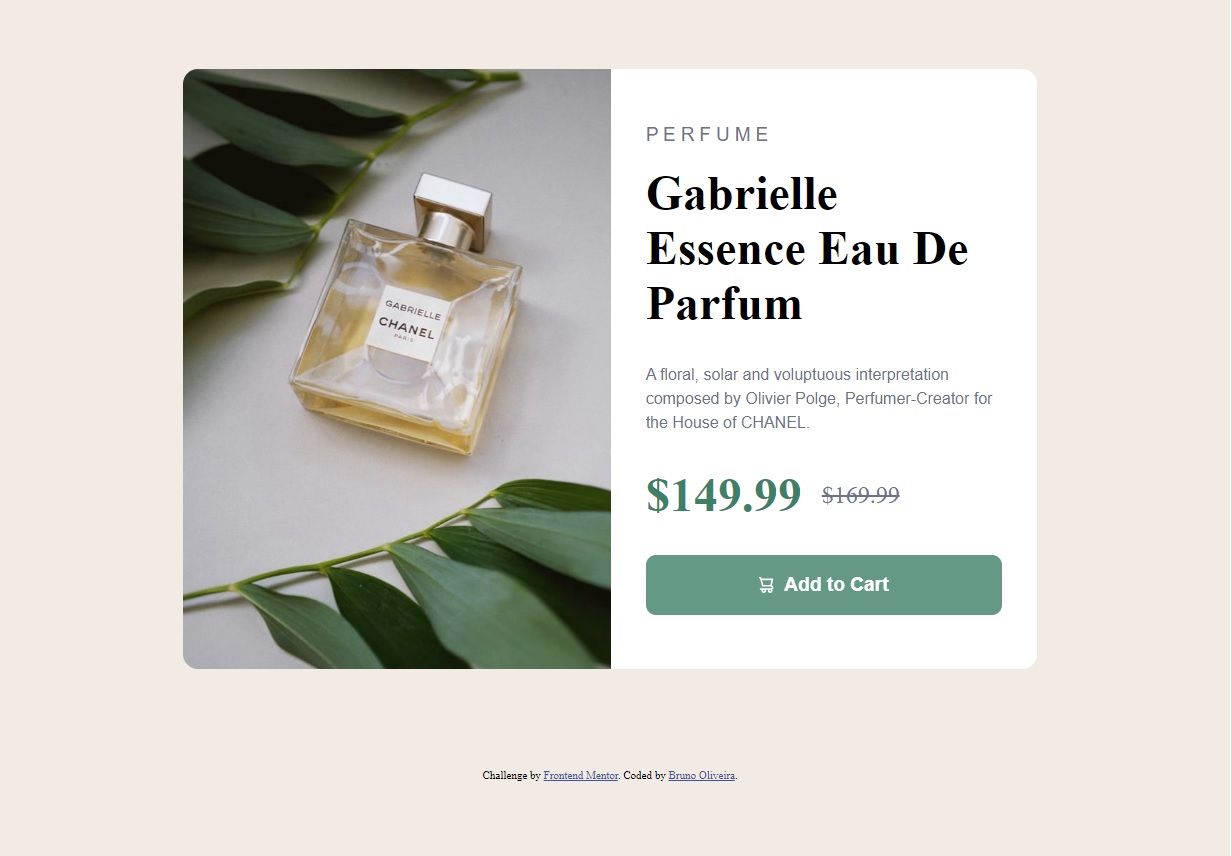 GABRIELLE
CHANEL
PARIS
PERFUME
Gabrielle
Essence Eau De
Parfum
A floral, solar and voluptuous interpretation
composed by Olivier Polge, Perfumer-Creator for
the House of CHANEL.
$149.99 $169.99
Add to Cart
Challenge by Frontend Mentor. Coded by Bruno Oliveira.